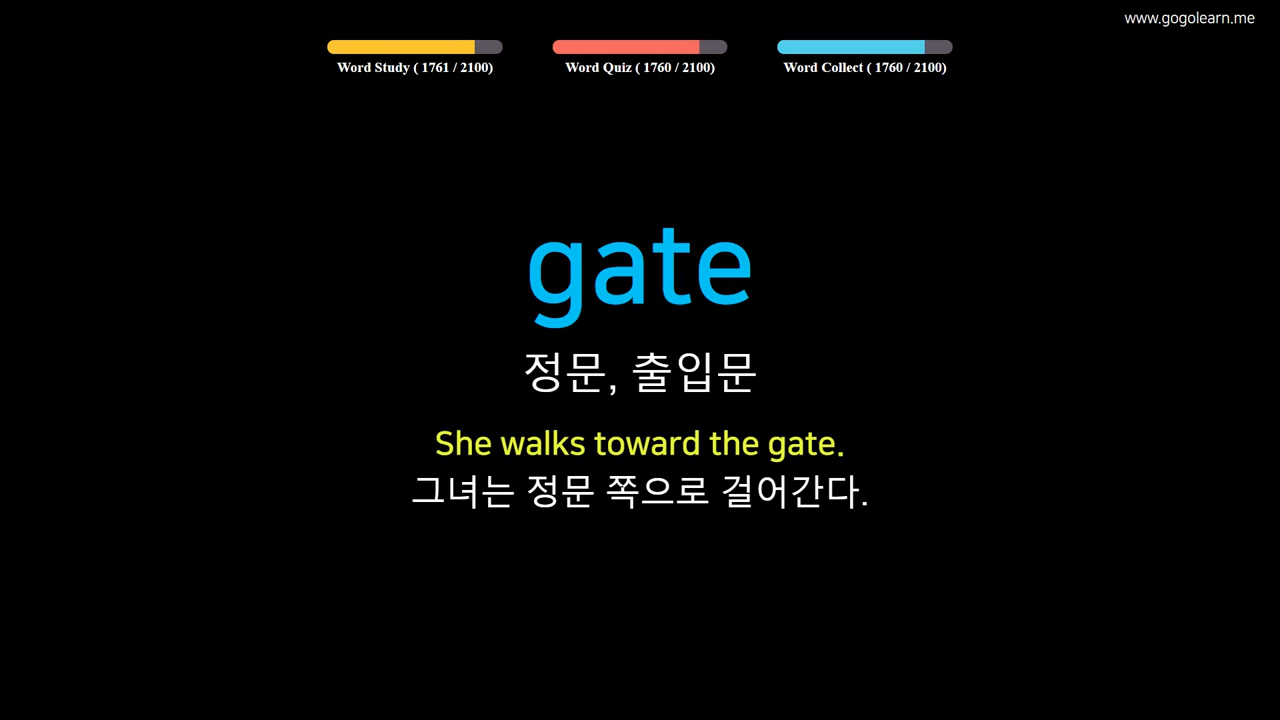 www.gogolearn.me
Word Study ( 1761 / 2100)
Word Quiz ( 1760 / 2100)
Word Collect ( 1760 / 2100)
gate
정문, 출입문
She walks toward the gate.
그녀는 정문 쪽으로 걸어간다.